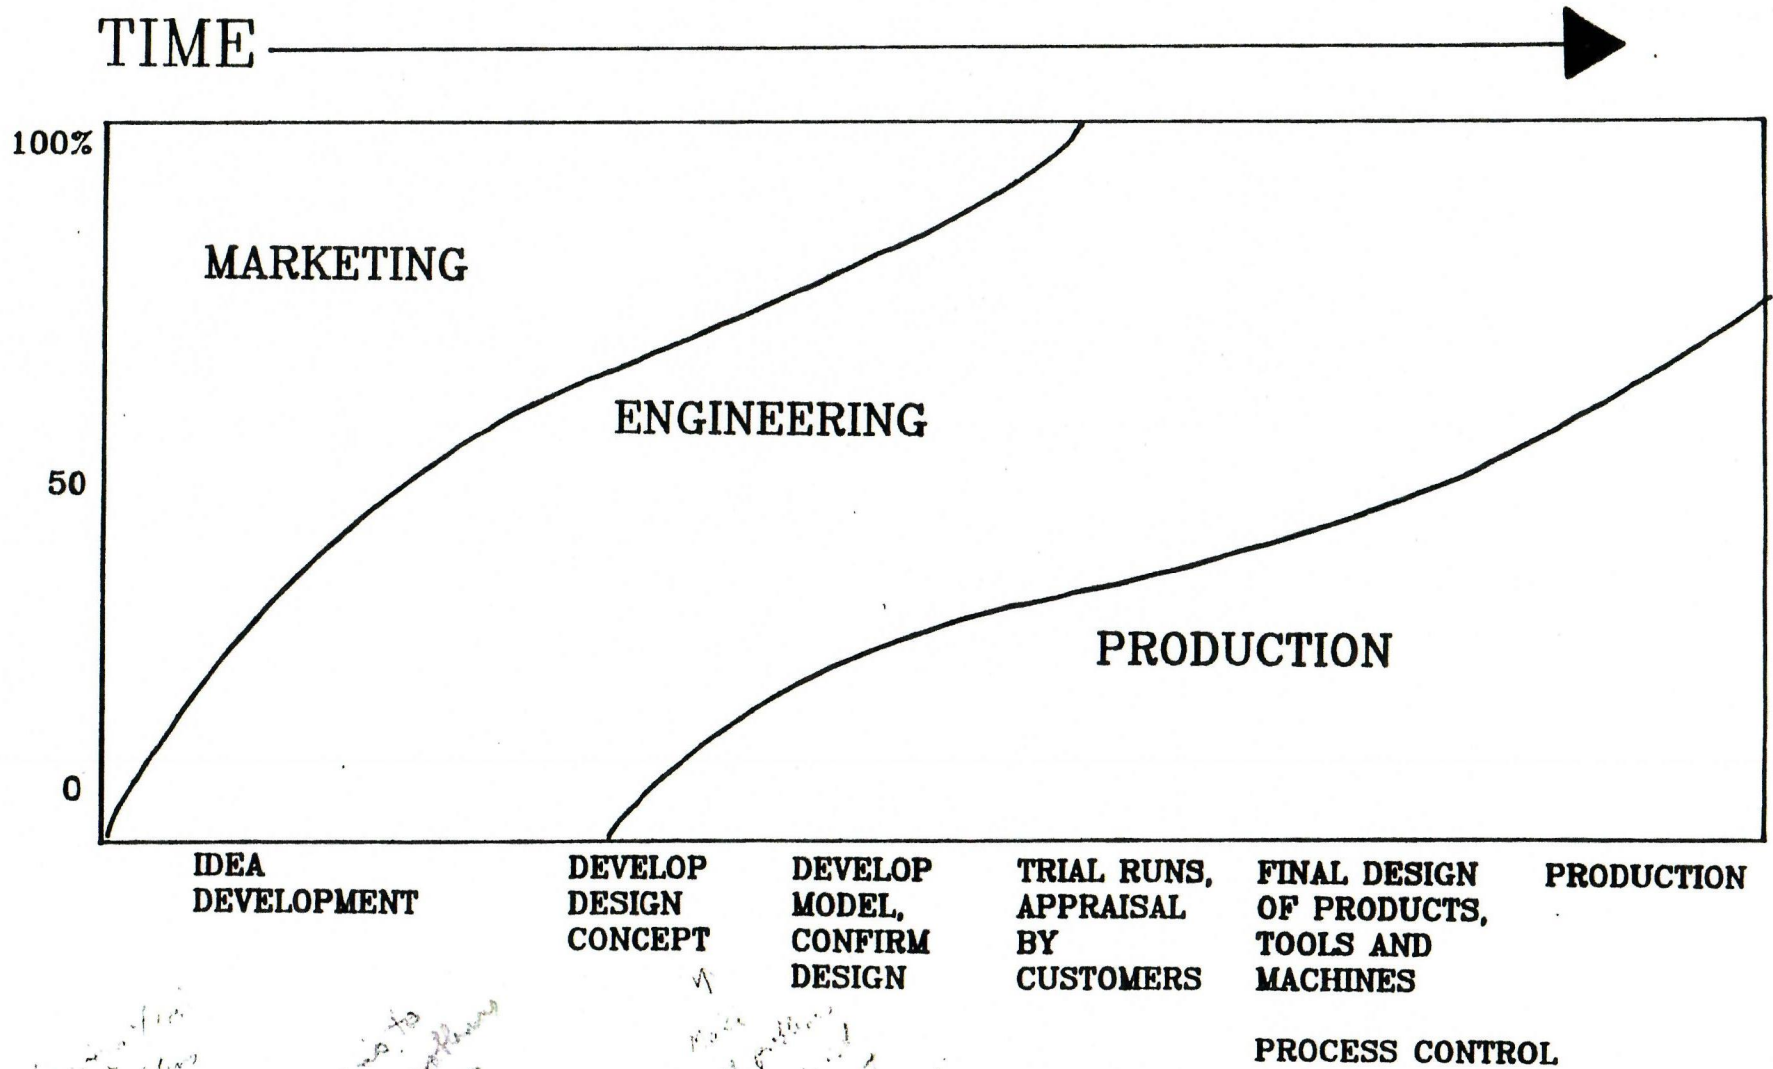 TIME
100%
MARKETING
ENGINEERING
50
PRODUCTION
0
IDEA
DEVELOPMENT
DEVELOP
DESIGN
CONCEPT
DEVELOP
MODEL,
CONFIRM
DESIGN
TRIAL RUNS,
APPRAISAL
BY
CUSTOMERS
FINAL DESIGN
OF PRODUCTS,
TOOLS AND
MACHINES
PROCESS CONTROL
PRODUCTION